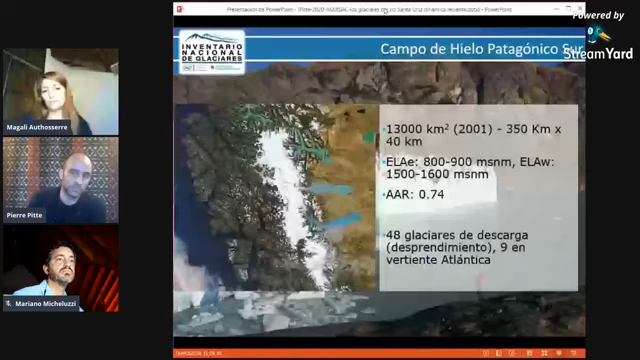 Powered by
StreamYard
INVENTARIO
NACIONAL
DE GLACIARES
Campo de Hielo Patagónico Sur
13000 km² (2001) - 350 Km x
40 km
ELAe: 800-900 msnm, ELAw:
1500-1600 msnm
AAR: 0.74
48 glaciares de descarga
(desprendimiento), 9 en
vertiente Atlántica
Magali Authosserre
Pierre Pitte
Mariano Micheluzzi